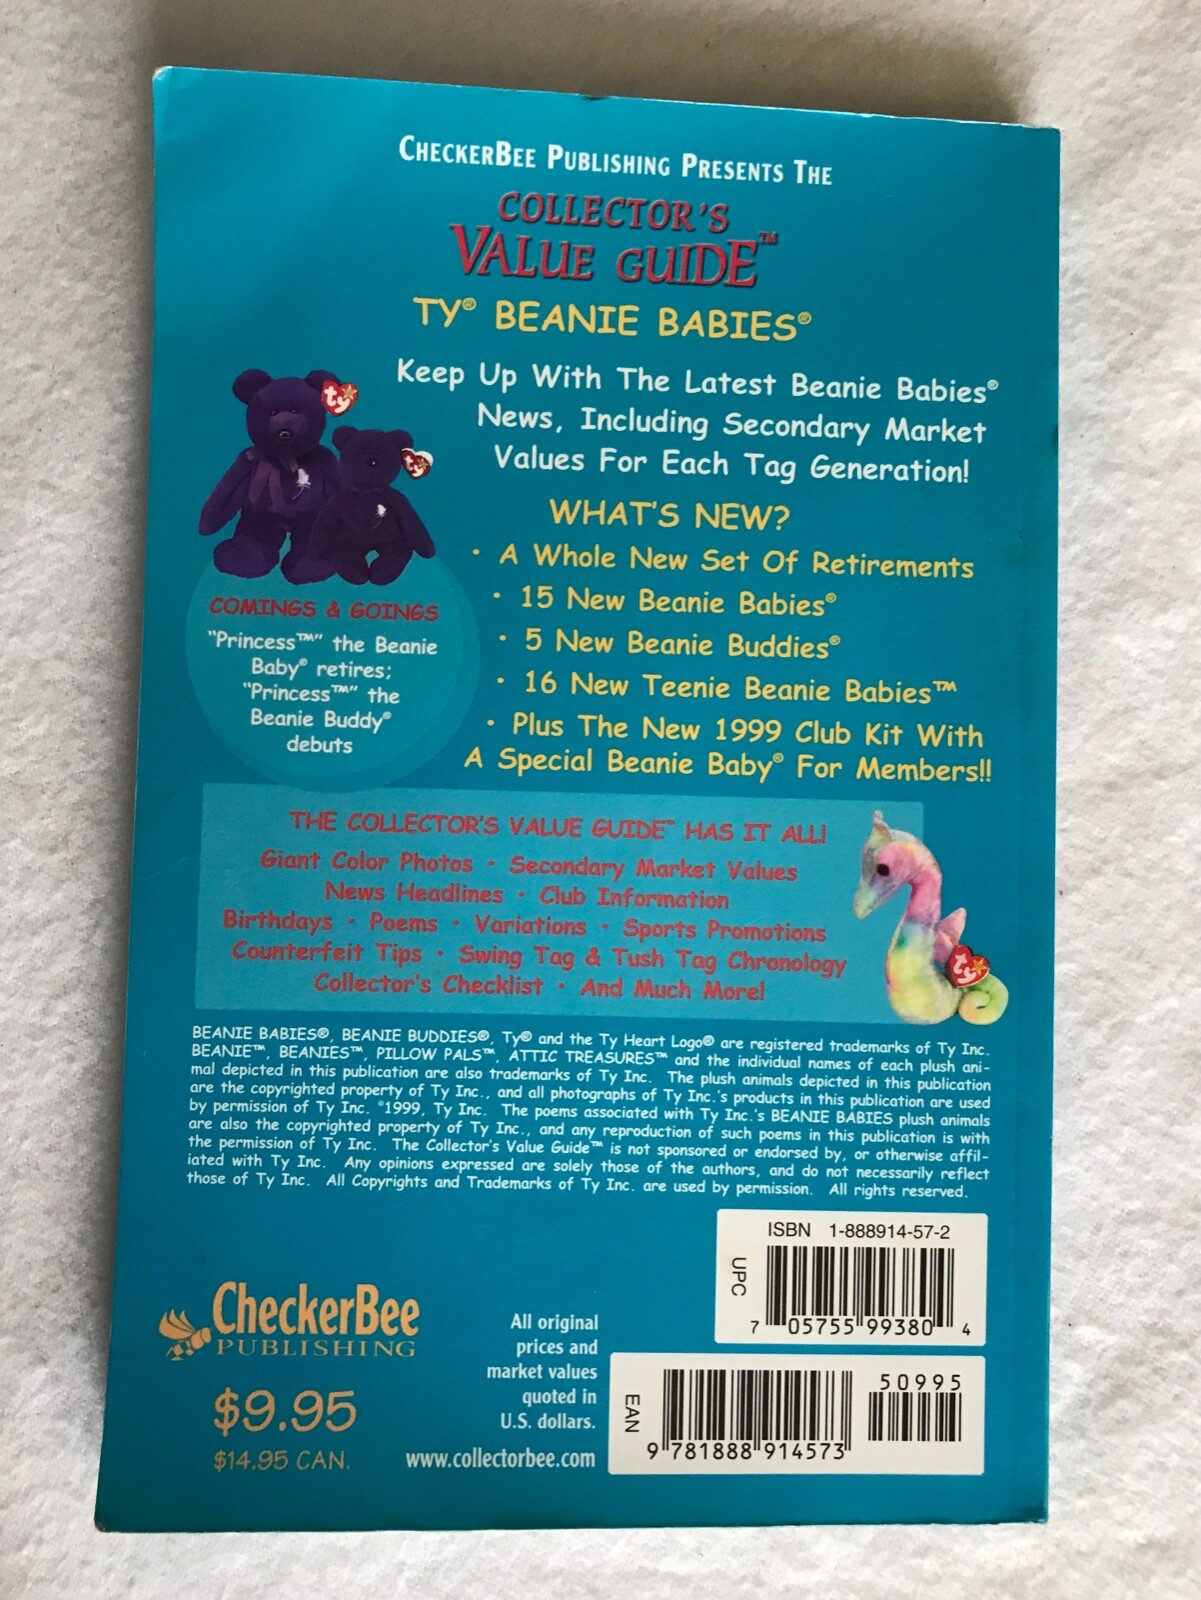 CHECKERBEE PUBLISHING PRESENTS THE
COLLECTOR'S
VALUE GUIDE™
TY® BEANIE BABIES®
Keep Up With The Latest Beanie Babies®
News, Including Secondary Market
Values For Each Tag Generation!
WHAT'S NEW?
• A Whole New Set Of Retirements
• 15 New Beanie Babies®
• 5 New Beanie Buddies®
• 16 New Teenie Beanie Babies™
• Plus The New 1999 Club Kit With
A Special Beanie Baby® For Members!!
ty
ty
COMINGS & GOINGS
"Princess™" the Beanie
Baby® retires;
"Princess™" the
Beanie Buddy®
debuts
THE COLLECTOR'S VALUE GUIDE™ HAS IT ALL!
Giant Color Photos • Secondary Market Values
News Headlines • Club Information
Birthdays • Poems • Variations • Sports Promotions
Counterfeit Tips • Swing Tag & Tush Tag Chronology
Collector's Checklist • And Much More!
ty
BEANIE BABIES®, BEANIE BUDDIES®, Ty® and the Ty Heart Logo® are registered trademarks of Ty Inc.
BEANIE™, BEANIES™, PILLOW PALS™, ATTIC TREASURES™ and the individual names of each plush ani-
mal depicted in this publication are also trademarks of Ty Inc. The plush animals depicted in this publication
are the copyrighted property of Ty Inc., and all photographs of Ty Inc.'s products in this publication are used
by permission of Ty Inc. ©1999, Ty Inc. The poems associated with Ty Inc.'s BEANIE BABIES plush animals
are also the copyrighted property of Ty Inc., and any reproduction of such poems in this publication is with
the permission of Ty Inc. The Collector's Value Guide™ is not sponsored or endorsed by, or otherwise affil-
iated with Ty Inc. Any opinions expressed are solely those of the authors, and do not necessarily reflect
those of Ty Inc. All Copyrights and Trademarks of Ty Inc. are used by permission. All rights reserved.
ISBN 1-888914-57-2
UPC
7 05755 99380 4
CheckerBee
PUBLISHING
$9.95
$14.95 CAN.
All original
prices and
market values
quoted in
U.S. dollars.
www.collectorbee.com
EAN
50995
9 781888 914573